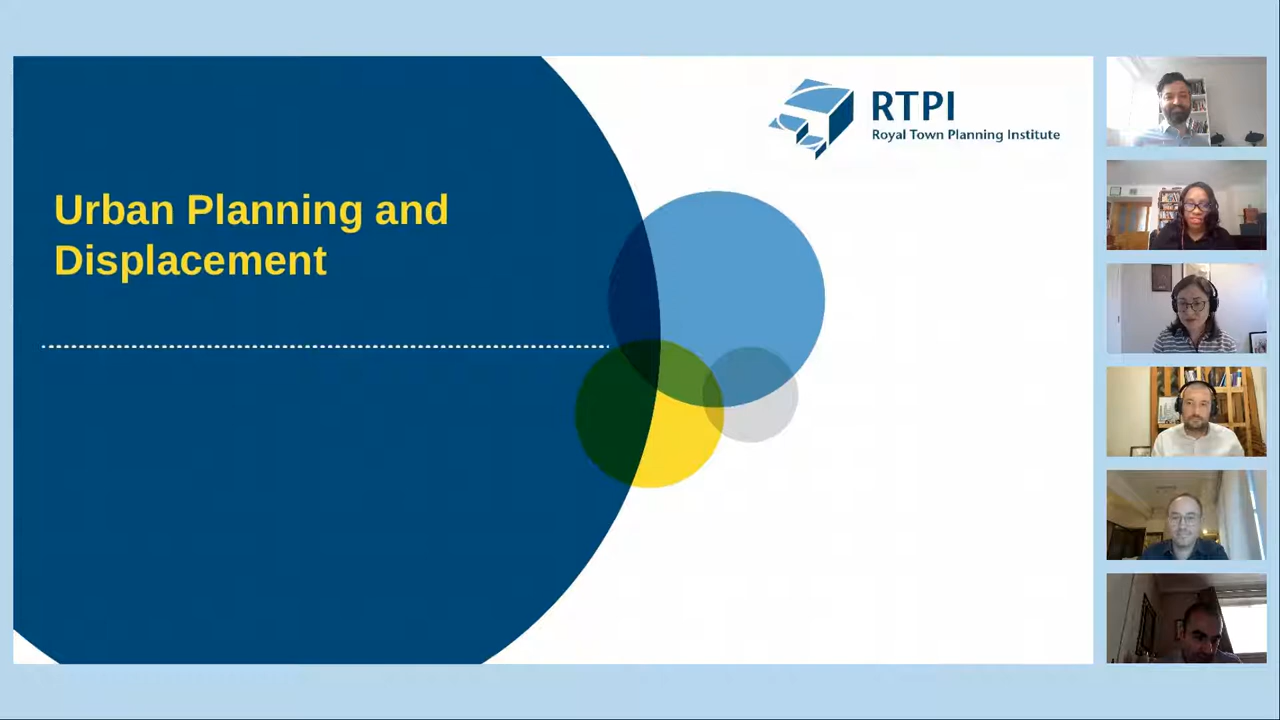 RTPI
Royal Town Planning Institute
Urban Planning and
Displacement